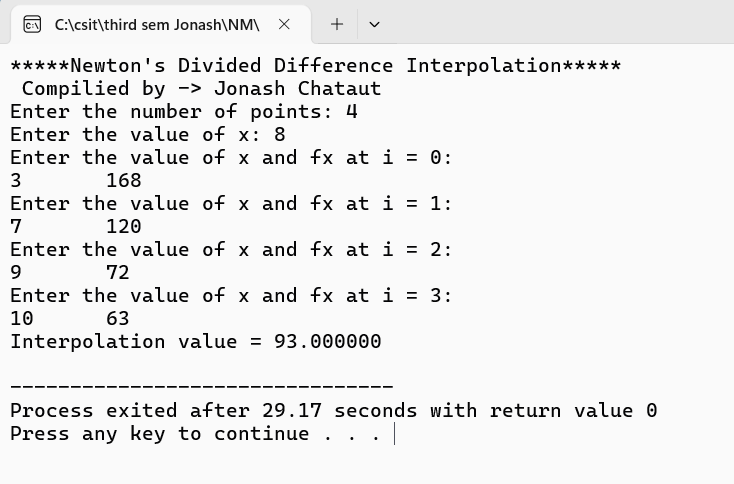 C:\csit\third sem Jonash\NM\
*****Newton's Divided Difference Interpolation*****
Compilied by -> Jonash Chataut
Enter the number of points: 4
Enter the value of x: 8
Enter the value of x and fx at i = 0:
3 168
Enter the value of x and fx at i = 1:
7 120
Enter the value of x and fx at i = 2:
9 72
Enter the value of x and fx at i = 3:
10 63
Interpolation value = 93.000000
--------------------------------
Process exited after 29.17 seconds with return value 0
Press any key to continue . . .